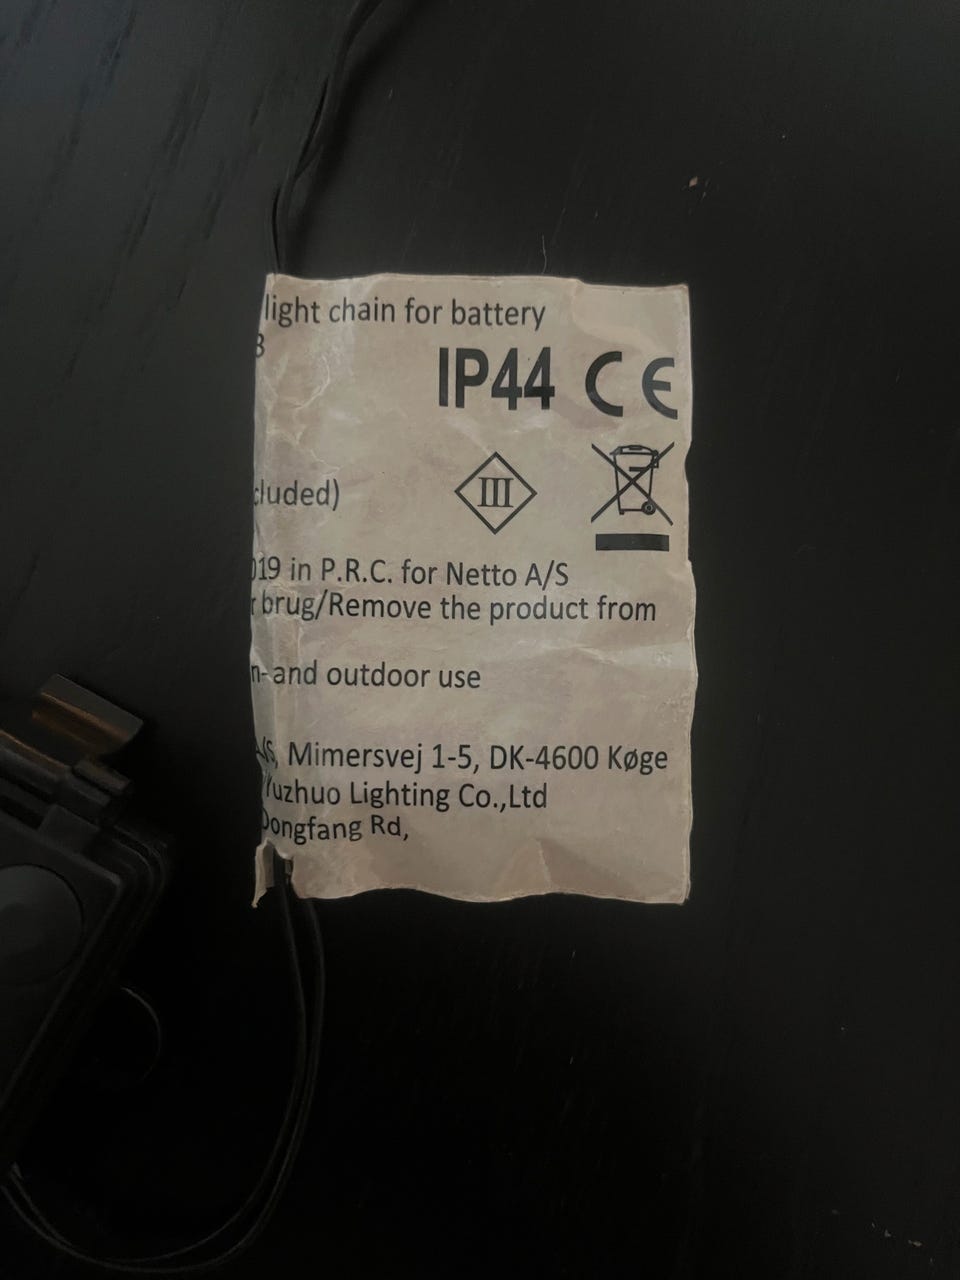 light chain for battery
IP44 CE
III
cluded)
019 in P.R.C. for Netto A/S
r brug/Remove the product from
n- and outdoor use
A/S, Mimersvej 1-5, DK-4600 Køge
Yuzhuo Lighting Co.,Ltd
Dongfang Rd,